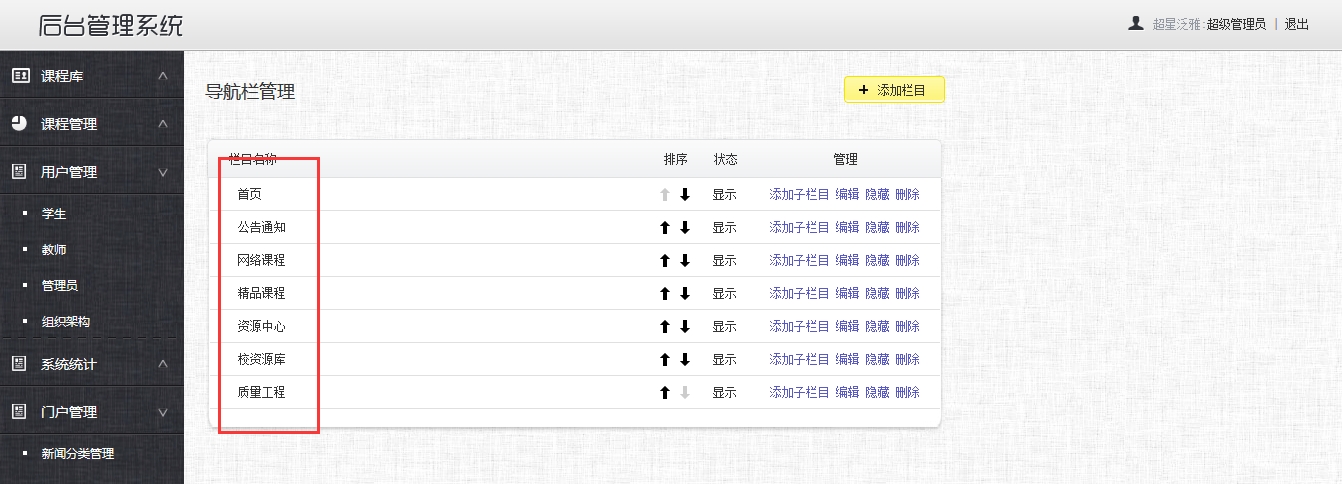 后台管理系统
超星泛雅:超级管理员 | 退出
课程库
课程管理
用户管理
学生
教师
管理员
组织架构
系统统计
门户管理
新闻分类管理
导航栏管理
+ 添加栏目
栏目名称 排序 状态 管理
首页 显示 添加子栏目 编辑 隐藏 删除
公告通知 显示 添加子栏目 编辑 隐藏 删除
网络课程 显示 添加子栏目 编辑 隐藏 删除
精品课程 显示 添加子栏目 编辑 隐藏 删除
资源中心 显示 添加子栏目 编辑 隐藏 删除
校资源库 显示 添加子栏目 编辑 隐藏 删除
质量工程 显示 添加子栏目 编辑 隐藏 删除